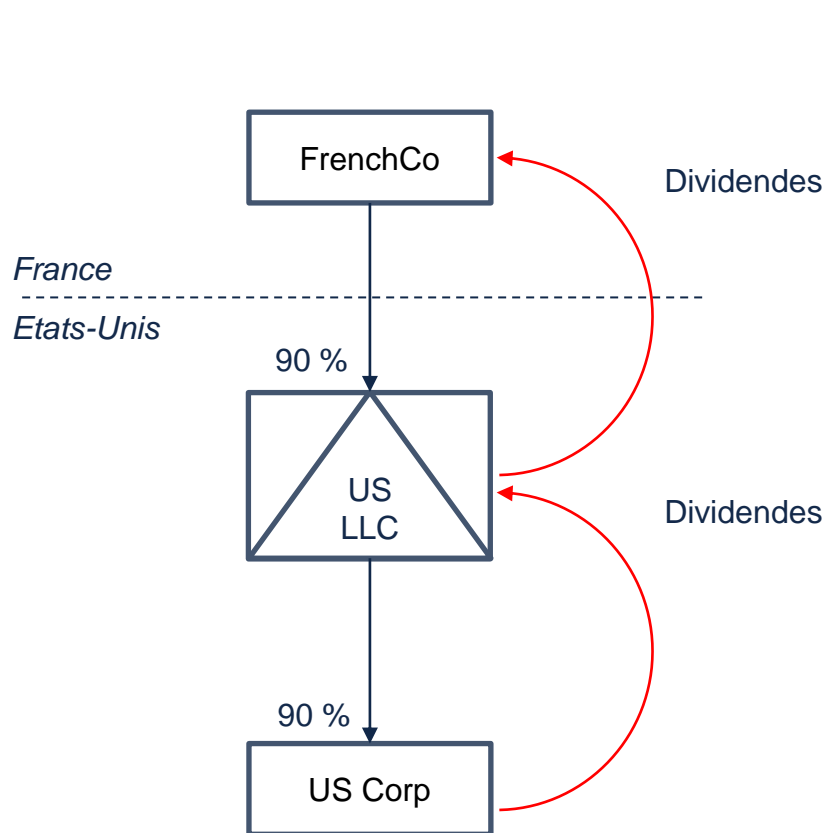 FrenchCo
Dividendes
France
Etats-Unis
90 %
US
LLC
Dividendes
90 %
US Corp